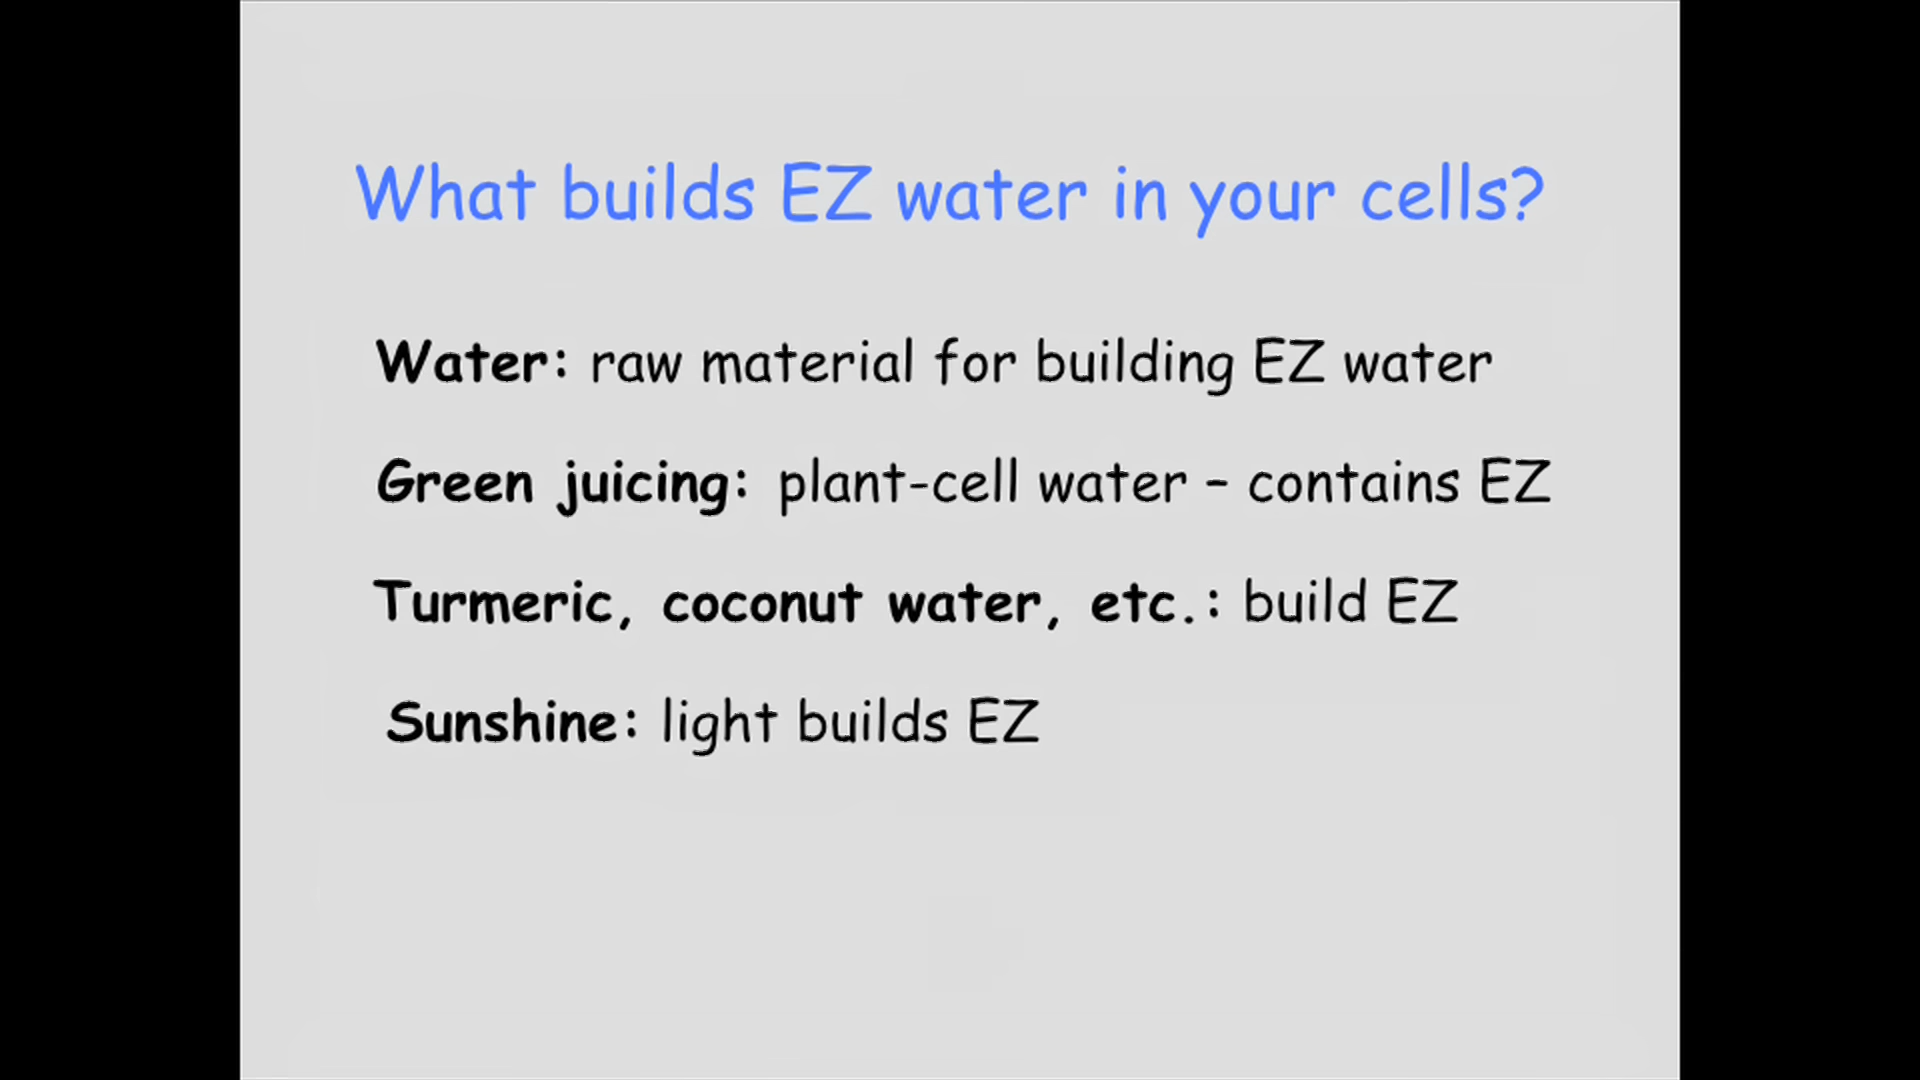 What builds EZ water in your cells?
Water: raw material for building EZ water
Green juicing: plant-cell water – contains EZ
Turmeric, coconut water, etc.: build EZ
Sunshine: light builds EZ